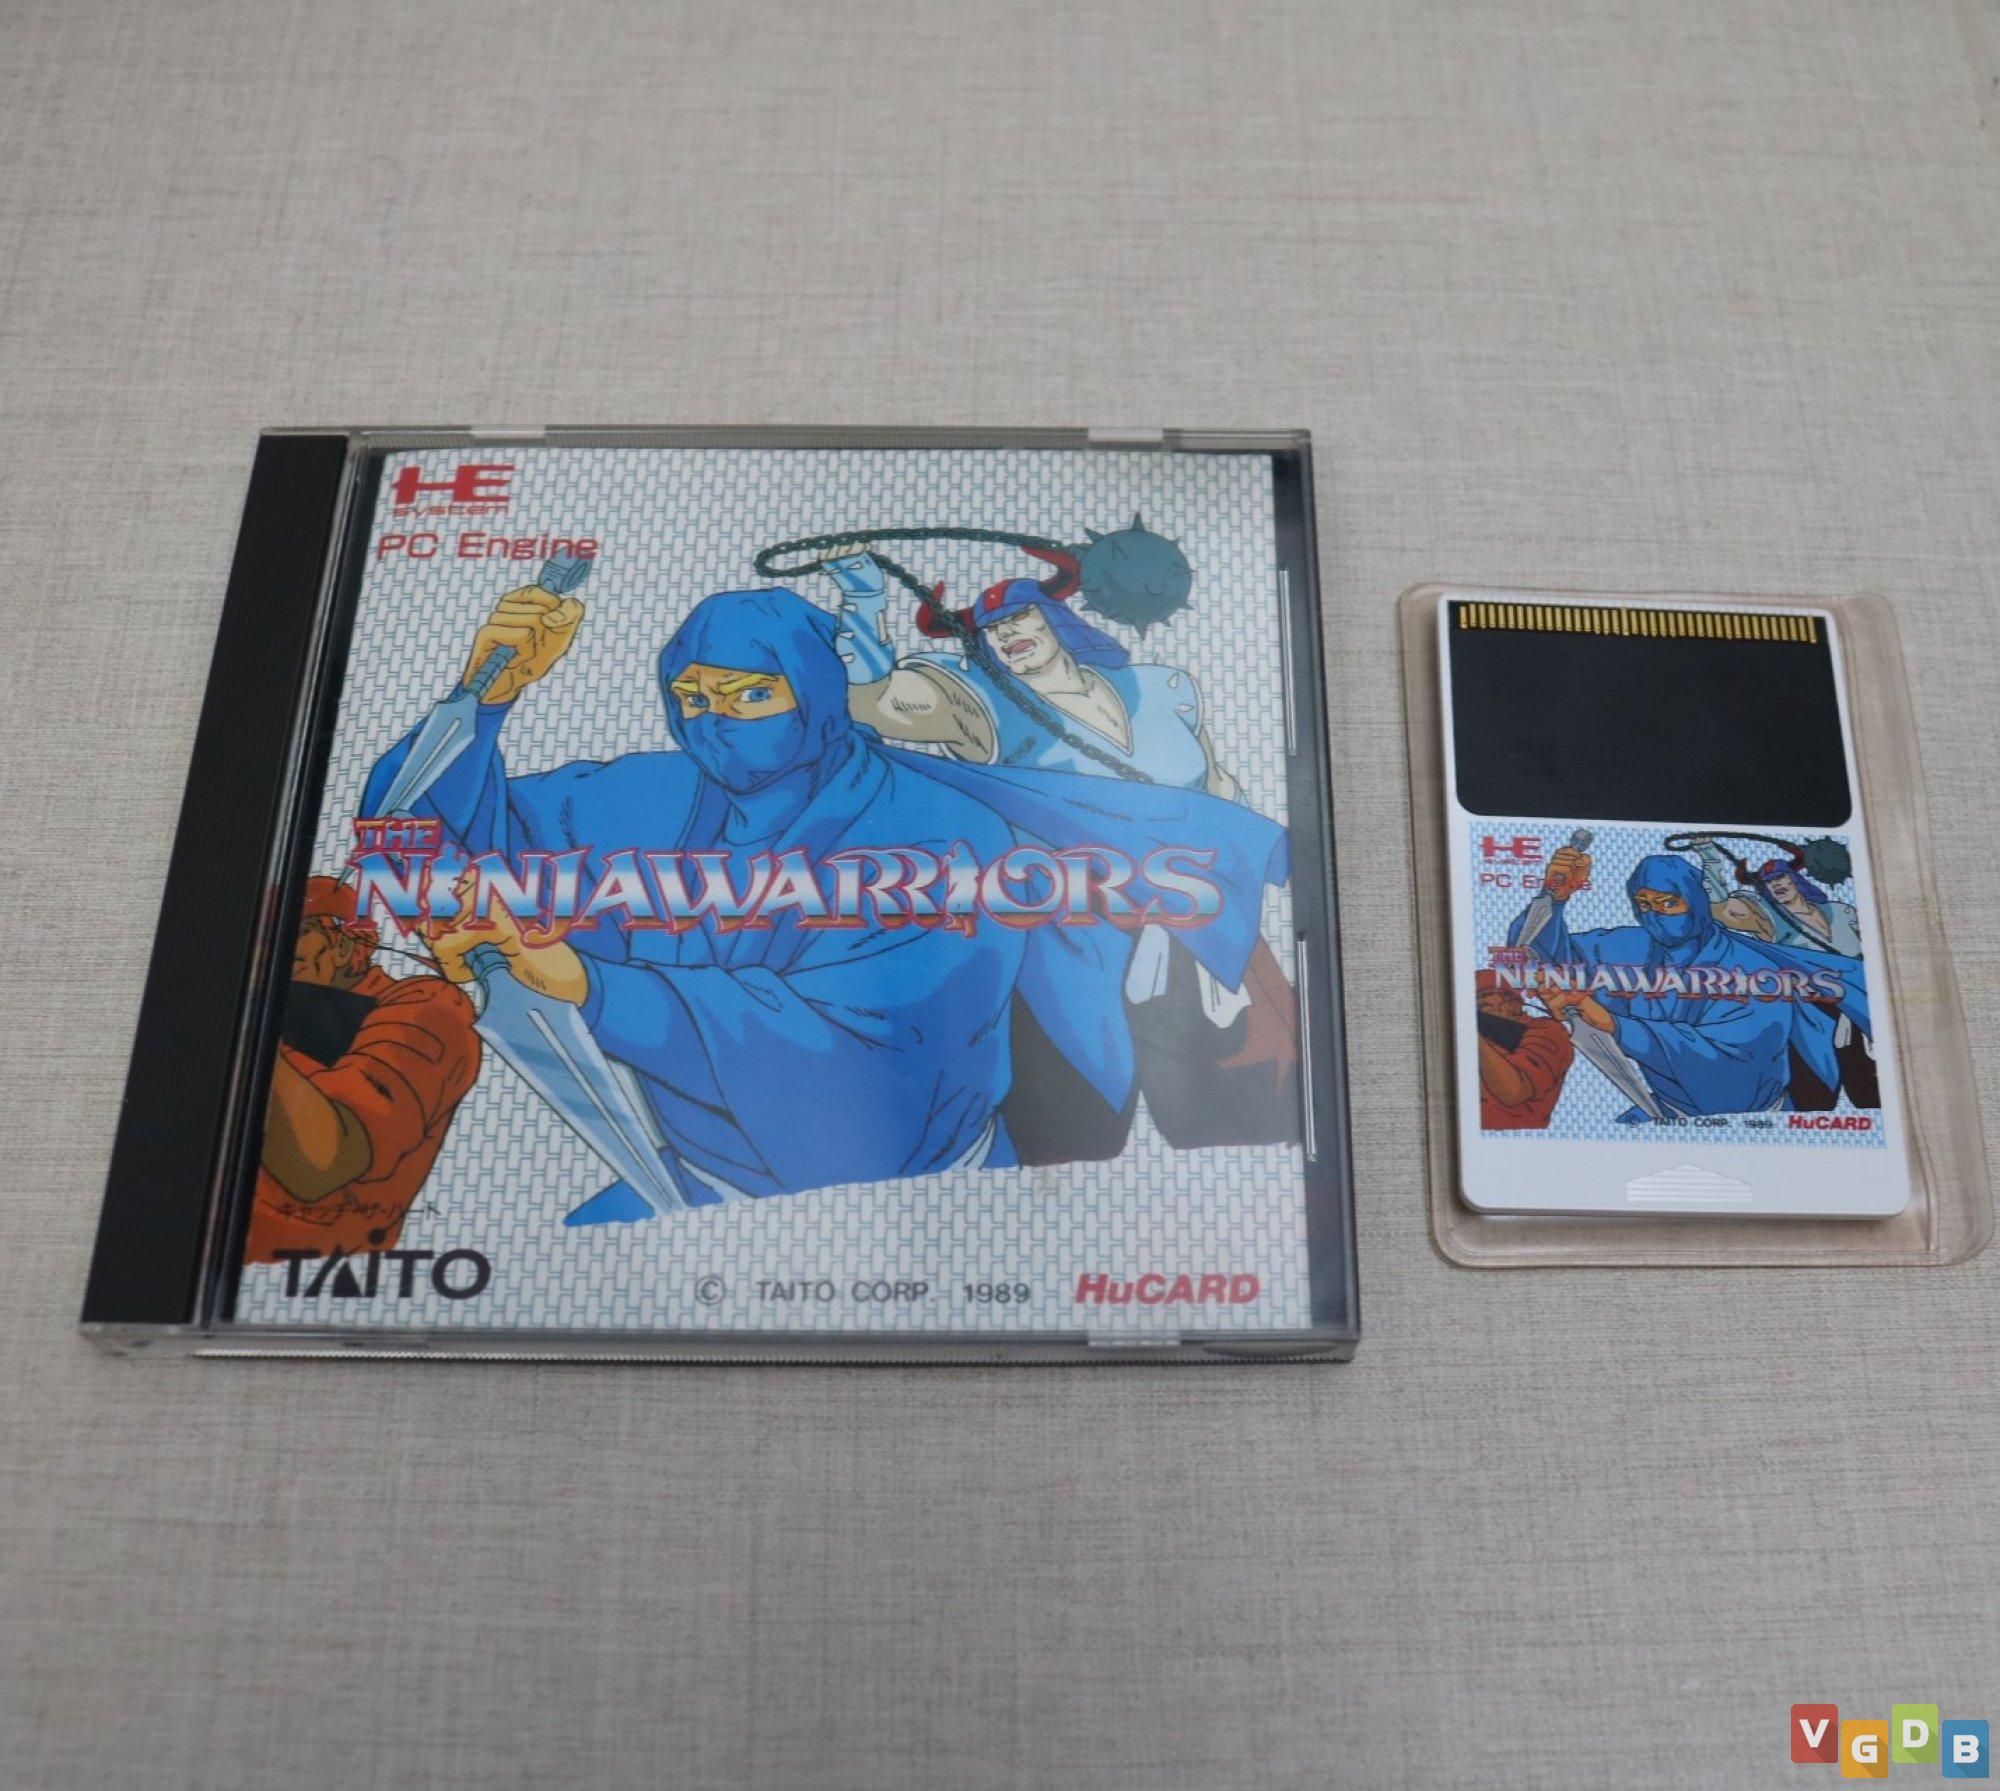 HE
system
PC Engine
THE
NINJAWARRIORS
キャッチ・ザ・ハート
TAITO
© TAITO CORP. 1989
HuCARD
HE
system
PC Engine
THE
NINJAWARRIORS
© TAITO CORP. 1989
HuCARD
VGDB